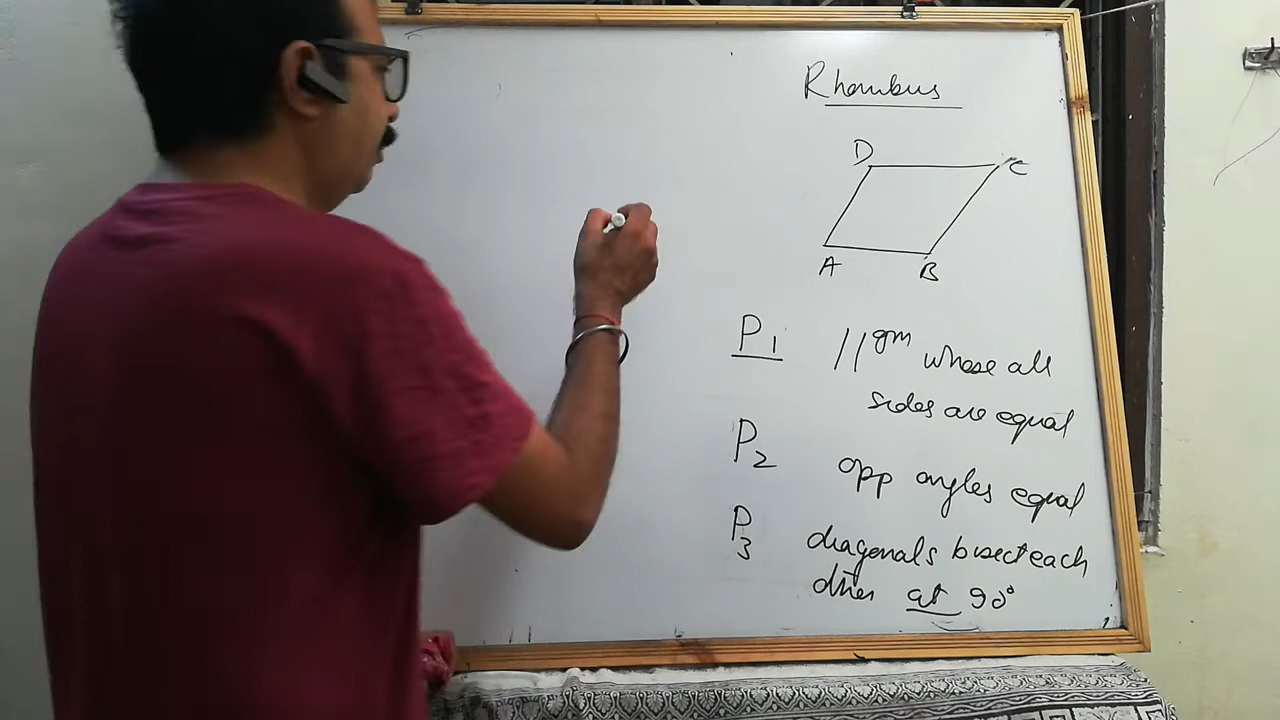 Rhombus
D C
A B
P1 ||gm whose all
sides are equal
P2 opp angles equal
P3 diagonals bisect each
other at 90°